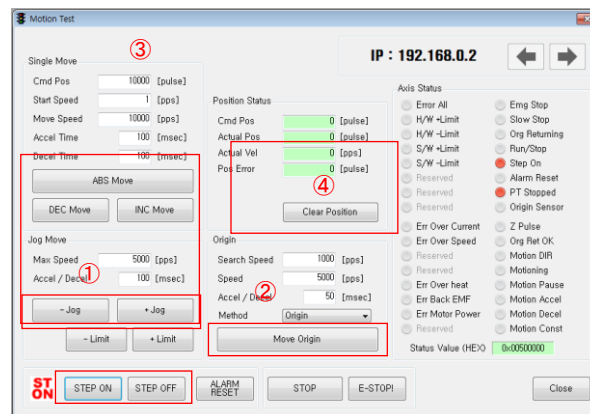 Motion Test
③
IP : 192.168.0.2
Single Move
Cmd Pos 10000 [pulse]
Start Speed 1 [pps]
Move Speed 10000 [pps]
Accel Time 100 [msec]
Decel Time 100 [msec]
ABS Move
DEC Move INC Move
Position Status
Cmd Pos 0 [pulse]
Actual Pos 0 [pulse]
Actual Vel 0 [pps]
Pos Error 0 [pulse]
④
Clear Position
Jog Move
Max Speed 5000 [pps]
①
Accel / Decel 100 [msec]
- Jog + Jog
- Limit + Limit
Origin
Search Speed 1000 [pps]
Speed 5000 [pps]
②
Accel / Decel 50 [msec]
Method Origin
Move Origin
Axis Status
Error All Emg Stop
H/W +Limit Slow Stop
H/W -Limit Org Returning
S/W +Limit Run/Stop
S/W -Limit Step On
Reserved Alarm Reset
Reserved PT Stopped
Reserved Origin Sensor
Err Over Current Z Pulse
Err Over Speed Org Ret OK
Reserved Motion DIR
Reserved Motioning
Err Over heat Motion Pause
Err Back EMF Motion Accel
Err Motor Power Motion Decel
Reserved Motion Const
Status Value (HEX) 0x00500000
ST
ON
STEP ON STEP OFF
ALARM
RESET
STOP E-STOP!
Close